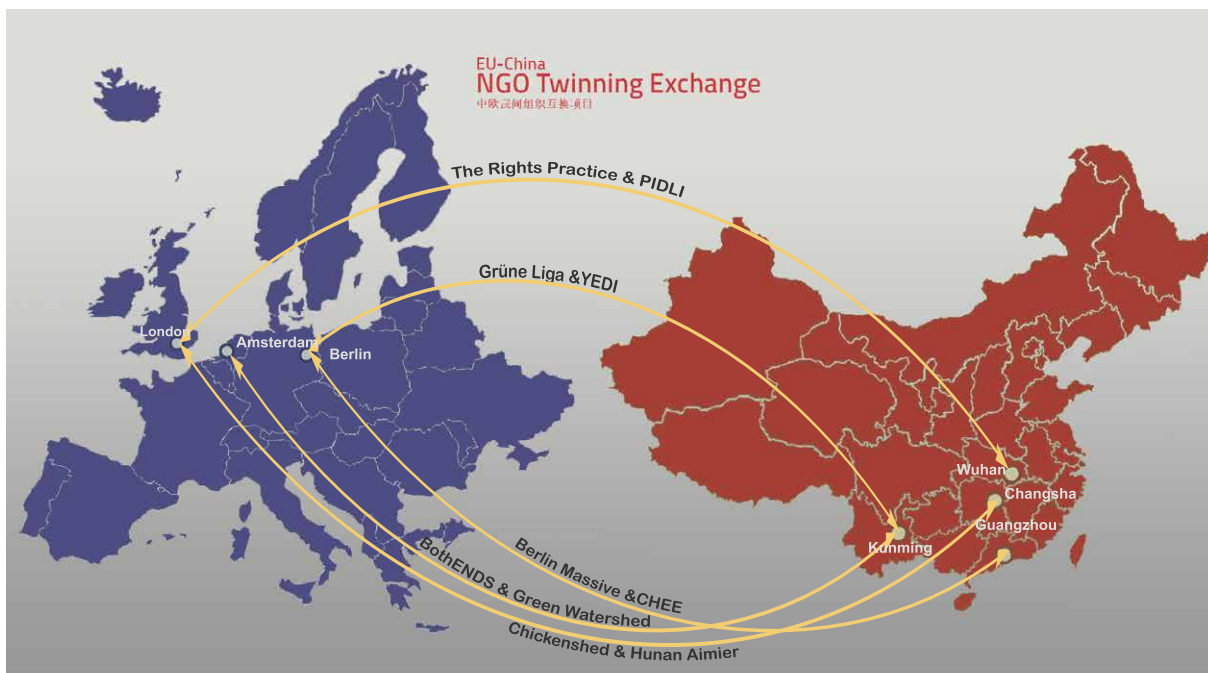 EU-China
NGO Twinning Exchange
中欧民间组织互换项目
The Rights Practice & PIDLI
Grüne Liga &YEDI
London
Amsterdam
Berlin
Wuhan
Changsha
Guangzhou
Kunming
Berlin Massive &CHEE
BothENDS & Green Watershed
Chickenshed & Hunan Aimier